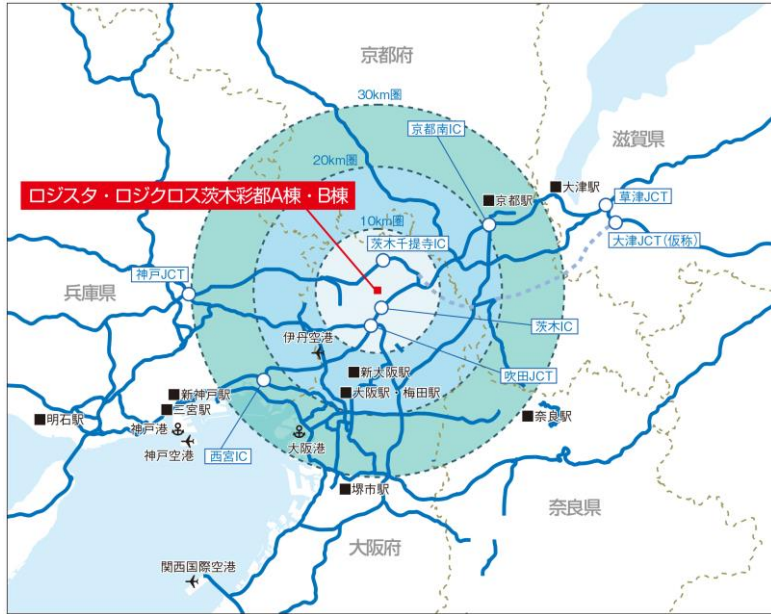 京都府
30km圏
京都南IC
滋賀県
20km圏
■大津駅
■京都駅
草津JCT
ロジスタ・ロジクロス茨木彩都A棟・B棟
10km圏
茨木千提寺IC
大津JCT(仮称)
神戸JCT
兵庫県
茨木IC
伊丹空港
■新大阪駅
吹田JCT
■新神戸駅
■大阪駅・梅田駅
■三宮駅
■明石駅
神戸港
■奈良駅
神戸空港
西宮IC
大阪港
■堺市駅
奈良県
大阪府
関西国際空港